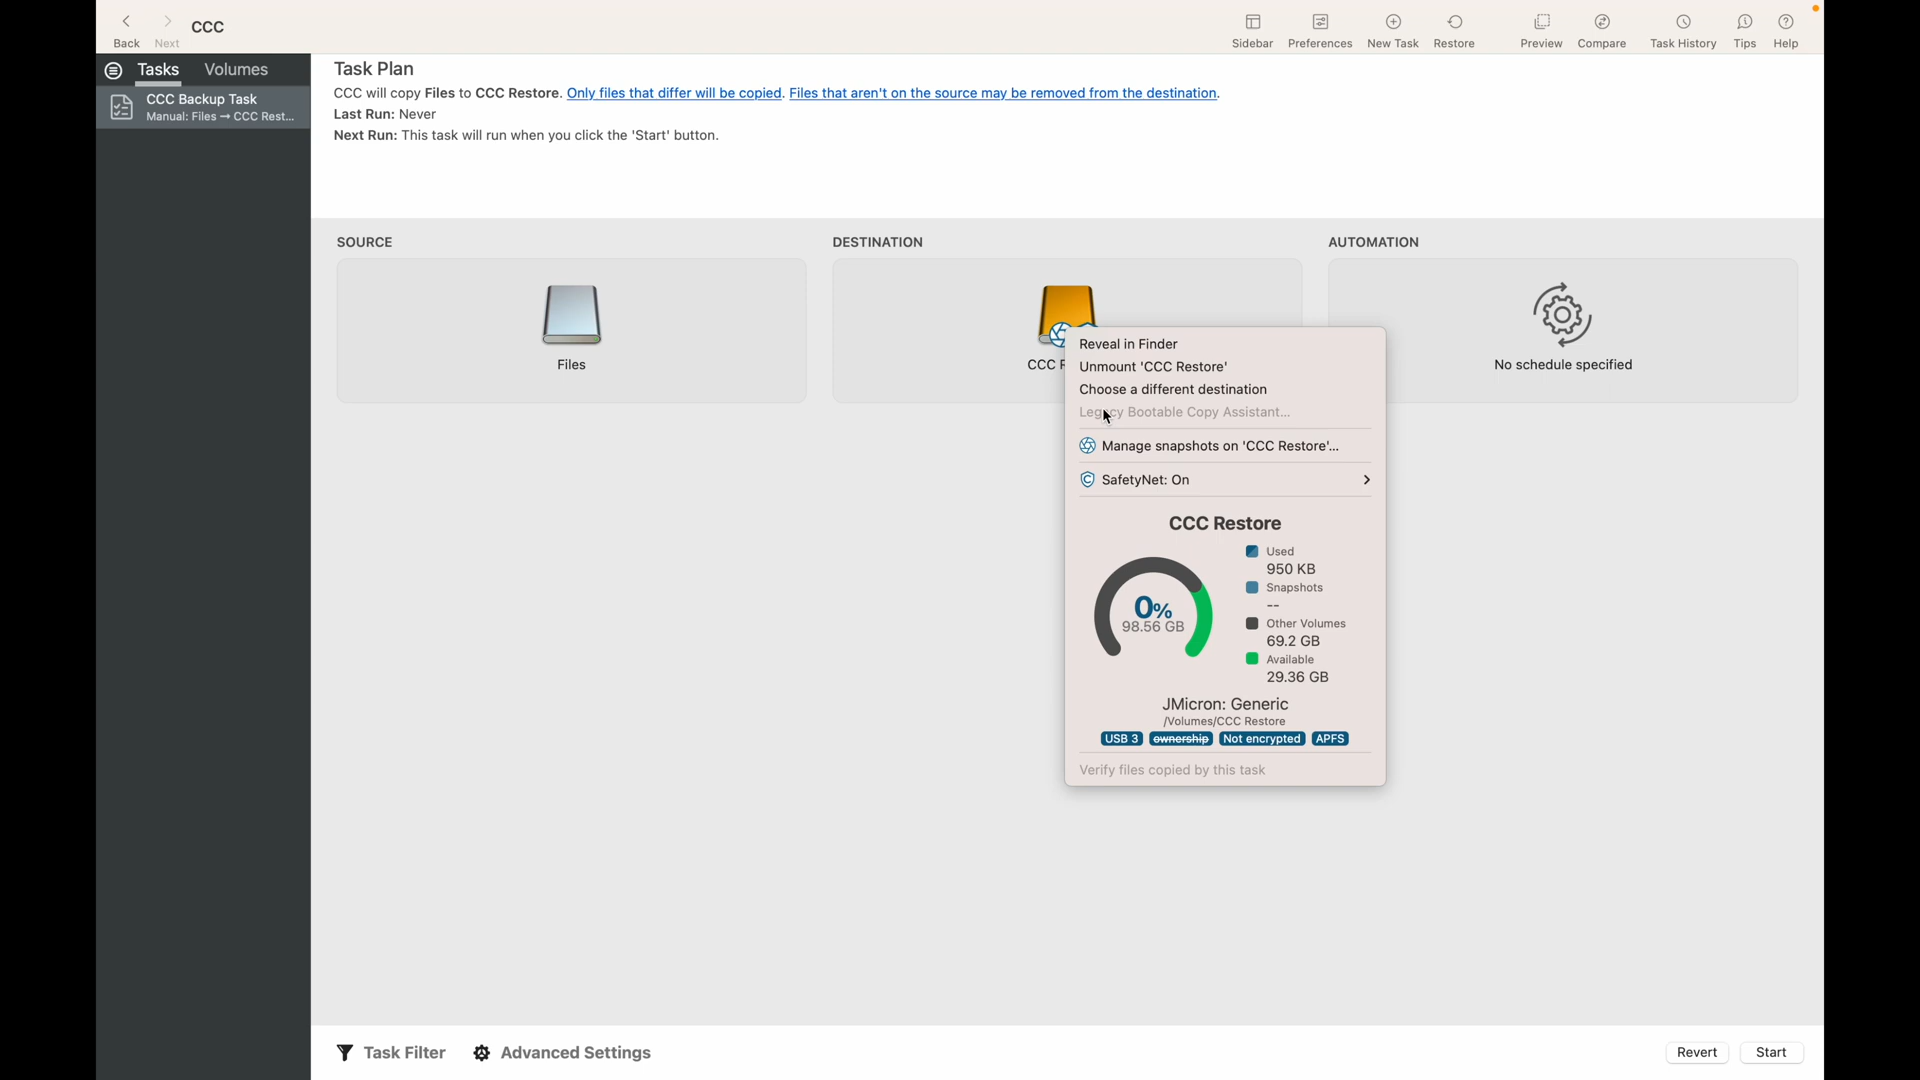 Back
Next
CCC
Sidebar
Preferences
New Task
Restore
Preview
Compare
Task History
Tips
Help
Tasks
Volumes
CCC Backup Task
Manual: Files → CCC Rest...
Task Plan
CCC will copy Files to CCC Restore. Only files that differ will be copied. Files that aren't on the source may be removed from the destination.
Last Run: Never
Next Run: This task will run when you click the 'Start' button.
SOURCE
DESTINATION
AUTOMATION
Files
CCC
No schedule specified
Reveal in Finder
Unmount 'CCC Restore'
Choose a different destination
Legacy Bootable Copy Assistant...
Manage snapshots on 'CCC Restore'...
SafetyNet: On
CCC Restore
0%
98.56 GB
Used
950 KB
Snapshots
--
Other Volumes
69.2 GB
Available
29.36 GB
JMicron: Generic
/Volumes/CCC Restore
USB 3 ownership Not encrypted APFS
Verify files copied by this task
Task Filter
Advanced Settings
Revert
Start